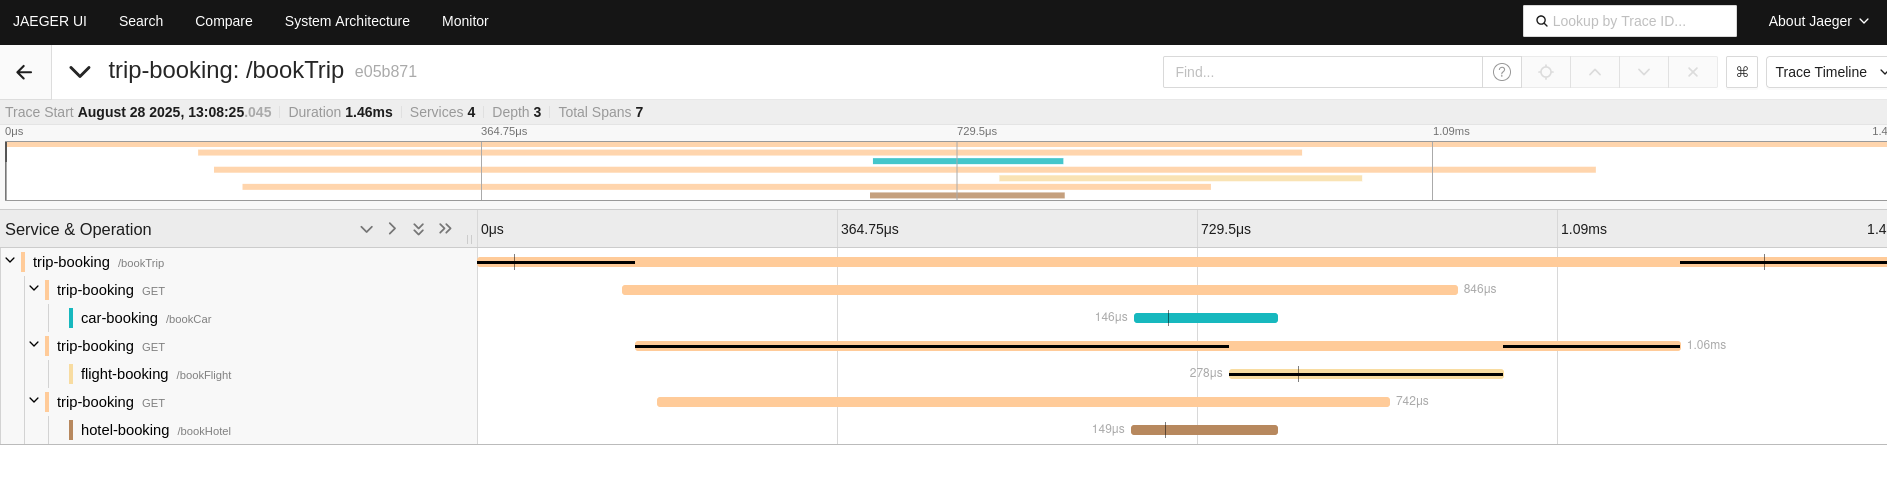 JAEGER UI Search Compare System Architecture Monitor Lookup by Trace ID... About Jaeger
trip-booking: /bookTrip e05b871 Find... ? ⌘ Trace Timeline
Trace Start August 28 2025, 13:08:25.045 Duration 1.46ms Services 4 Depth 3 Total Spans 7
0μs 364.75μs 729.5μs 1.09ms 1.4
Service & Operation 0μs 364.75μs 729.5μs 1.09ms 1.4
trip-booking /bookTrip
trip-booking GET 846μs
car-booking /bookCar 146μs
trip-booking GET 1.06ms
flight-booking /bookFlight 278μs
trip-booking GET 742μs
hotel-booking /bookHotel 149μs